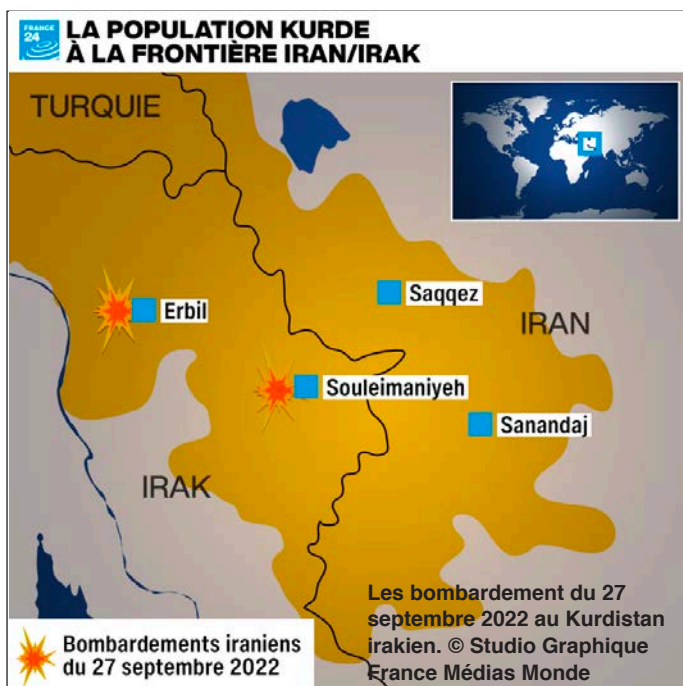 FRANCE
24
LA POPULATION KURDE
À LA FRONTIÈRE IRAN/IRAK
TURQUIE
Saqqez
Erbil
IRAN
Souleimaniyeh
Sanandaj
IRAK
Les bombardement du 27
septembre 2022 au Kurdistan
irakien. © Studio Graphique
France Médias Monde
Bombardements iraniens
du 27 septembre 2022